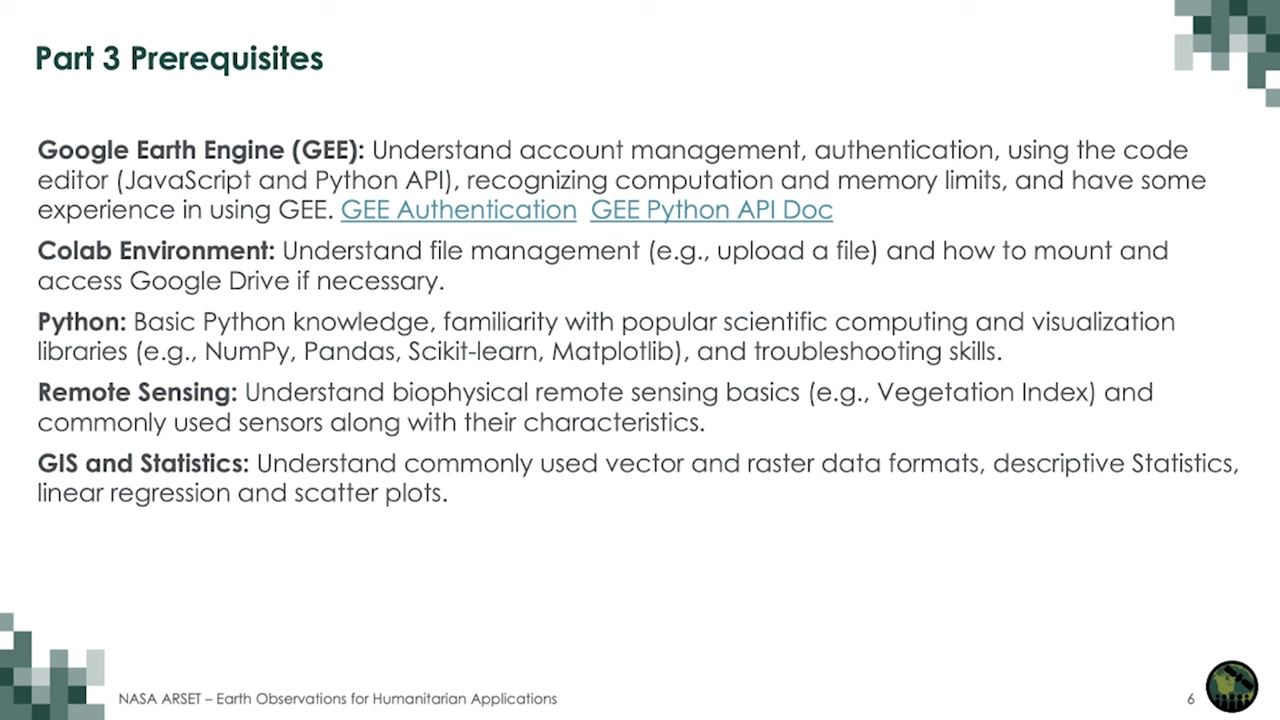 Part 3 Prerequisites
Google Earth Engine (GEE): Understand account management, authentication, using the code
editor (JavaScript and Python API), recognizing computation and memory limits, and have some
experience in using GEE. GEE Authentication GEE Python API Doc
Colab Environment: Understand file management (e.g., upload a file) and how to mount and
access Google Drive if necessary.
Python: Basic Python knowledge, familiarity with popular scientific computing and visualization
libraries (e.g., NumPy, Pandas, Scikit-learn, Matplotlib), and troubleshooting skills.
Remote Sensing: Understand biophysical remote sensing basics (e.g., Vegetation Index) and
commonly used sensors along with their characteristics.
GIS and Statistics: Understand commonly used vector and raster data formats, descriptive Statistics,
linear regression and scatter plots.
NASA ARSET – Earth Observations for Humanitarian Applications
6